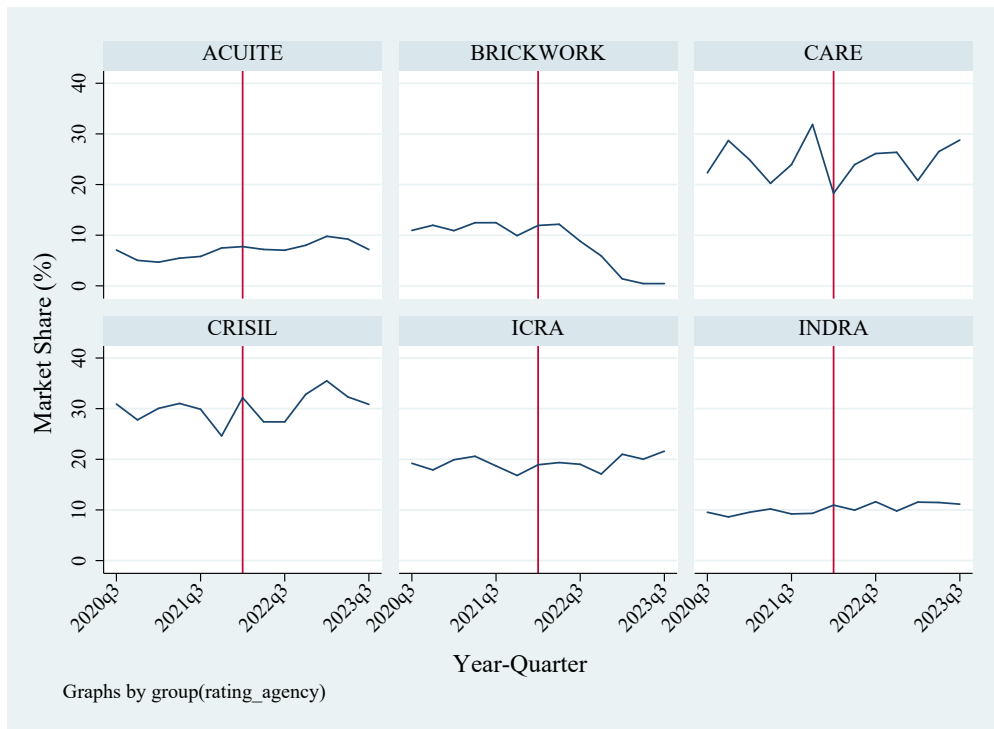 ACUITE
BRICKWORK
CARE
40
30
20
10
0
CRISIL
ICRA
INDRA
40
30
20
10
0
Market Share (%)
2020q3
2021q3
2022q3
2023q3
2020q3
2021q3
2022q3
2023q3
2020q3
2021q3
2022q3
2023q3
Year-Quarter
Graphs by group(rating_agency)